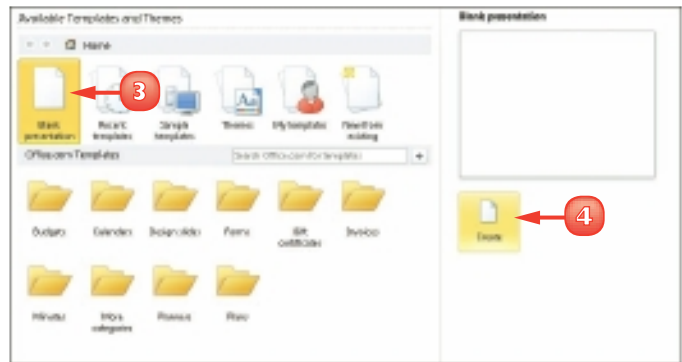 Available Templates and Themes
Home
Blank presentation
Recent templates
Sample templates
Themes
My templates
New from existing
3
Office.com Templates
Search Office.com for templates
Budgets
Calendars
Design slides
Forms
Gift certificates
Invoices
Minutes
More categories
Planners
Plans
Blank presentation
4
Create